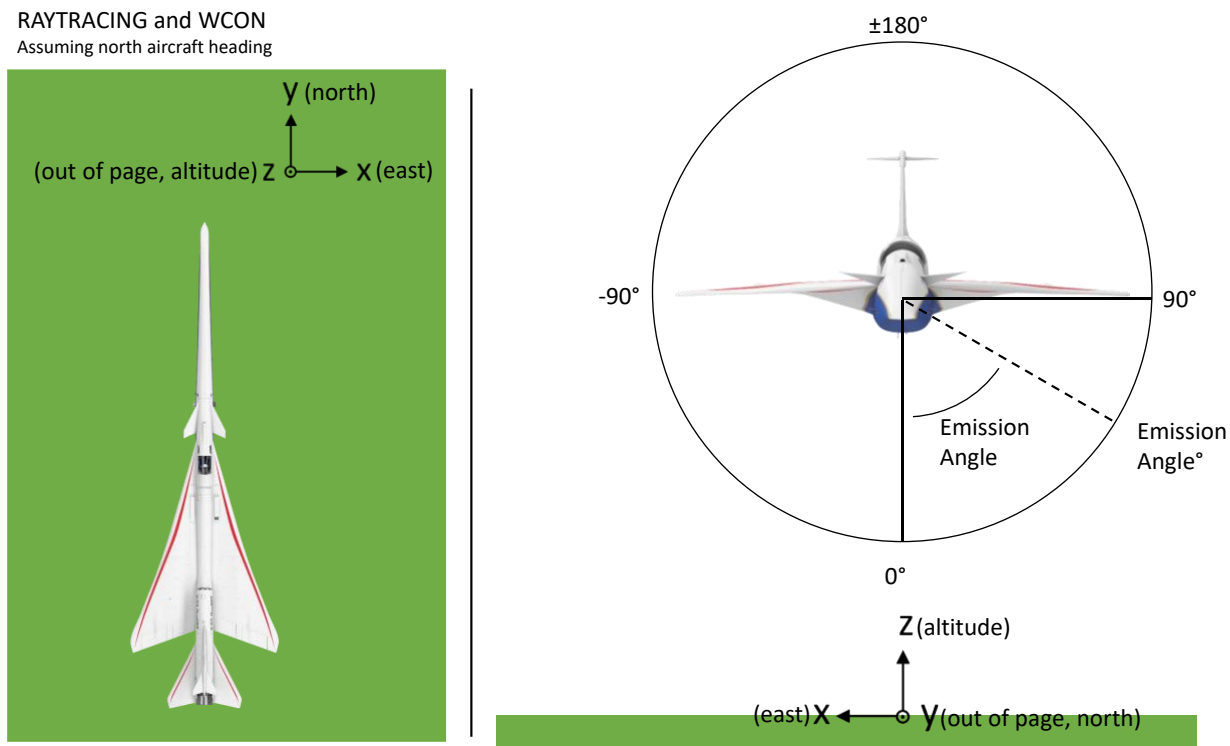 RAYTRACING and WCON
Assuming north aircraft heading
y (north)
(out of page, altitude) z x (east)
±180°
-90°
90°
Emission
Angle
Emission
Angle°
0°
z (altitude)
(east) x y (out of page, north)